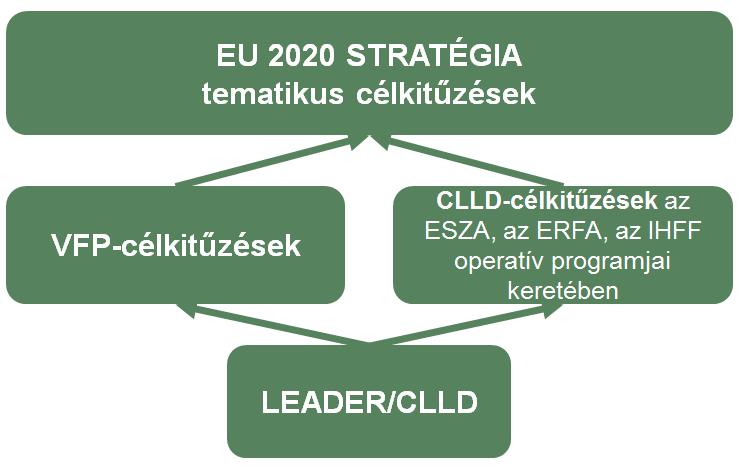 EU 2020 STRATÉGIA
tematikus célkitűzések
VFP-célkitűzések
CLLD-célkitűzések az
ESZA, az ERFA, az IHFF
operatív programjai
keretében
LEADER/CLLD